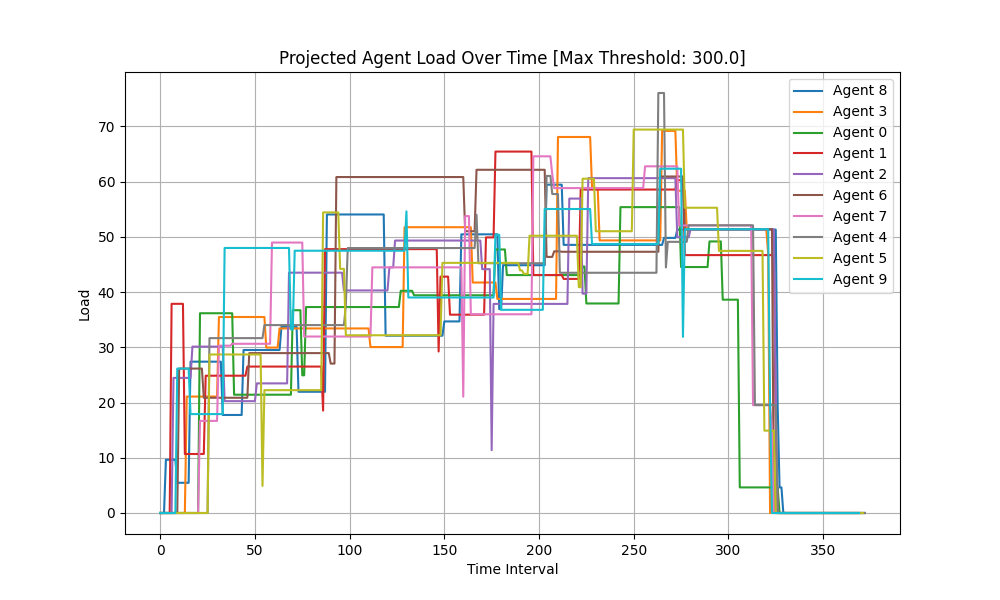 Projected Agent Load Over Time [Max Threshold: 300.0]
Load
70
60
50
40
30
20
10
0
0 50 100 150 200 250 300 350
Time Interval
Agent 8
Agent 3
Agent 0
Agent 1
Agent 2
Agent 6
Agent 7
Agent 4
Agent 5
Agent 9